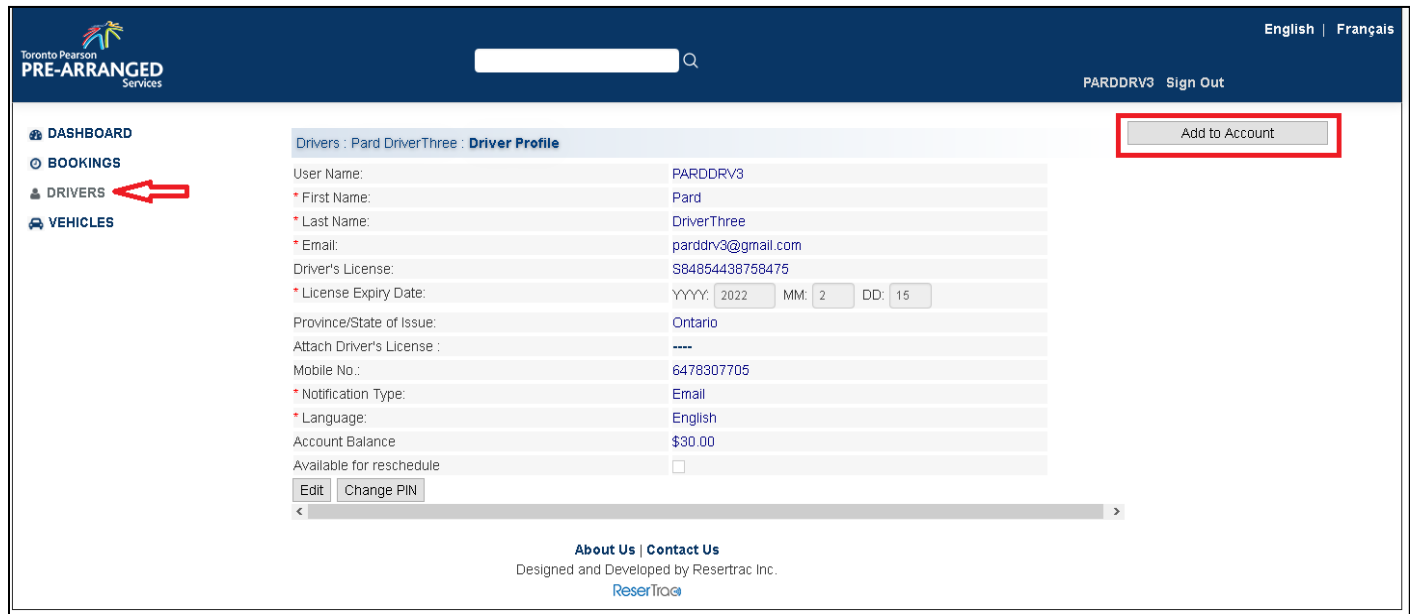 English | Français
Toronto Pearson
PRE-ARRANGED
Services
PARDDRV3 Sign Out
DASHBOARD
BOOKINGS
DRIVERS
VEHICLES
Add to Account
Drivers : Pard DriverThree : Driver Profile
User Name: PARDDRV3
* First Name: Pard
* Last Name: DriverThree
* Email: parddrv3@gmail.com
Driver's License: S84854438758475
* License Expiry Date: YYYY: 2022 MM: 2 DD: 15
Province/State of Issue: Ontario
Attach Driver's License : ----
Mobile No.: 6478307705
* Notification Type: Email
* Language: English
Account Balance $30.00
Available for reschedule
Edit Change PIN
About Us | Contact Us
Designed and Developed by Resertrac Inc.
ReserTrac